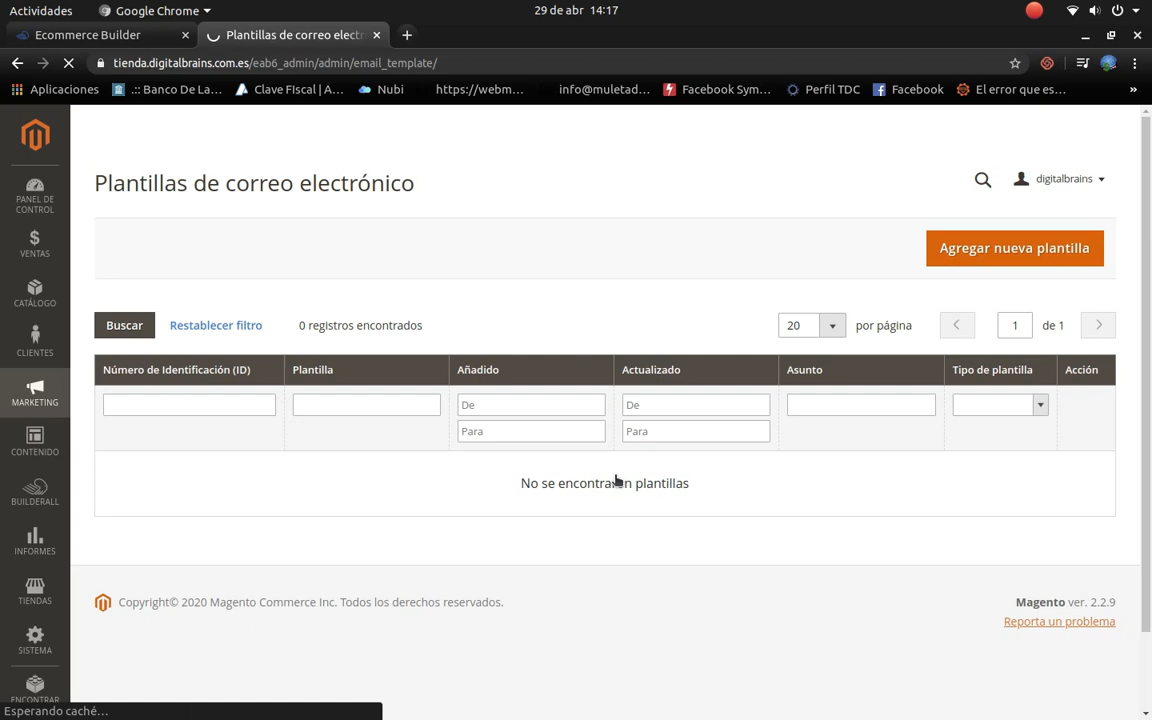 Actividades
Google Chrome
29 de abr 14:17
Ecommerce Builder
Plantillas de correo electr
tienda.digitalbrains.com.es/eab6_admin/admin/email_template/
Aplicaciones
.:: Banco De La...
Clave FIscal | A...
Nubi
https://webm...
info@muletad...
Facebook Sym...
Perfil TDC
Facebook
El error que es...
»
PANEL DE CONTROL
VENTAS
CATÁLOGO
CLIENTES
MARKETING
CONTENIDO
BUILDERALL
INFORMES
TIENDAS
SISTEMA
ENCONTRAR
Plantillas de correo electrónico
digitalbrains
Agregar nueva plantilla
Buscar
Restablecer filtro
0 registros encontrados
20
por página
1
de 1
Número de Identificación (ID)
Plantilla
Añadido
Actualizado
Asunto
Tipo de plantilla
Acción
De
De
Para
Para
No se encontraron plantillas
Copyright© 2020 Magento Commerce Inc. Todos los derechos reservados.
Magento ver. 2.2.9
Reporta un problema
Esperando caché...